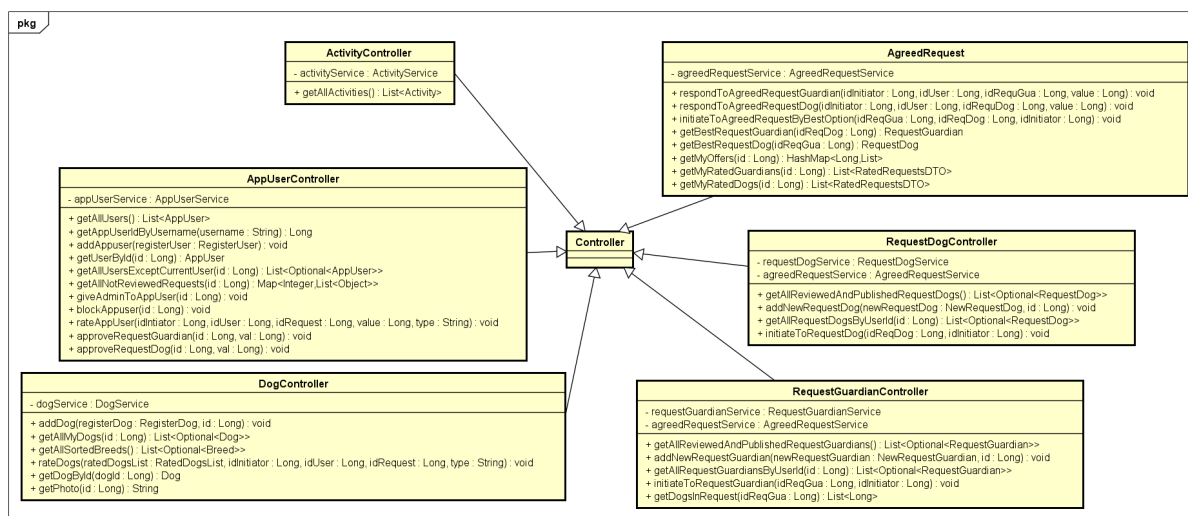 pkg
ActivityController
- activityService : ActivityService
+ getAllActivities() : List<Activity>
AgreedRequest
- agreedRequestService : AgreedRequestService
+ respondToAgreedRequestGuardian(idInitiator : Long, idUser : Long, idRequGua : Long, value : Long) : void
+ respondToAgreedRequestDog(idInitiator : Long, idUser : Long, idRequDog : Long, value : Long) : void
+ initiateToAgreedRequestByBestOption(idReqGua : Long, idReqDog : Long, idInitiator : Long) : void
+ getBestRequestGuardian(idReqDog : Long) : RequestGuardian
+ getBestRequestDog(idReqGua : Long) : RequestDog
+ getMyOffers(id : Long) : HashMap<Long,List>
+ getMyRatedGuardians(id : Long) : List<RatedRequestsDTO>
+ getMyRatedDogs(id : Long) : List<RatedRequestsDTO>
AppUserController
- appUserService : AppUserService
+ getAllUsers() : List<AppUser>
+ getAppUserIdByUsername(username : String) : Long
+ addAppuser(registerUser : RegisterUser) : void
+ getUserById(id : Long) : AppUser
+ getAllUsersExceptCurrentUser(id : Long) : List<Optional<AppUser>>
+ getAllNotReviewedRequests(id : Long) : Map<Integer,List<Object>>
+ giveAdminToAppUser(id : Long) : void
+ blockAppuser(id : Long) : void
+ rateAppUser(idIntiator : Long, idUser : Long, idRequest : Long, value : Long, type : String) : void
+ approveRequestGuardian(id : Long, val : Long) : void
+ approveRequestDog(id : Long, val : Long) : void
Controller
RequestDogController
- requestDogService : RequestDogService
- agreedRequestService : AgreedRequestService
+ getAllReviewedAndPublishedRequestDogs() : List<Optional<RequestDog>>
+ addNewRequestDog(newRequestDog : NewRequestDog, id : Long) : void
+ getAllRequestDogsByUserId(id : Long) : List<Optional<RequestDog>>
+ initiateToRequestDog(idReqDog : Long, idInitiator : Long) : void
DogController
- dogService : DogService
+ addDog(registerDog : RegisterDog, id : Long) : void
+ getAllMyDogs(id : Long) : List<Optional<Dog>>
+ getAllSortedBreeds() : List<Optional<Breed>>
+ rateDogs(ratedDogsList : RatedDogsList, idInitiator : Long, idUser : Long, idRequest : Long, type : String) : void
+ getDogById(dogId : Long) : Dog
+ getPhoto(id : Long) : String
RequestGuardianController
- requestGuardianService : RequestGuardianService
- agreedRequestService : AgreedRequestService
+ getAllReviewedAndPublishedRequestGuardians() : List<Optional<RequestGuardian>>
+ addNewRequestGuardian(newRequestGuardian : NewRequestGuardian, id : Long) : void
+ getAllRequestGuardiansByUserId(id : Long) : List<Optional<RequestGuardian>>
+ initiateToRequestGuardian(idReqGua : Long, idInitiator : Long) : void
+ getDogsInRequest(idReqGua : Long) : List<Long>